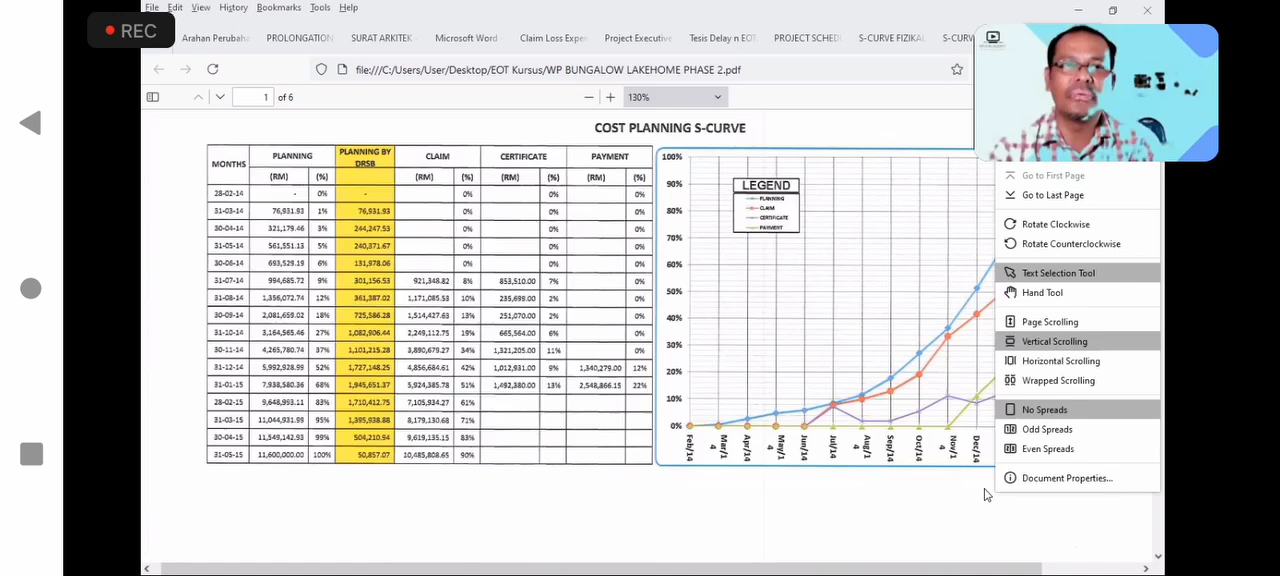 File Edit View History Bookmarks Tools Help
REC
Arahan Perubaha PROLONGATION SURAT ARKITEK - Microsoft Word Claim Loss Exper Project Executive Tesis Delay n EOT PROJECT SCHED S-CURVE FIZIKAL S-CURV
file:///C:/Users/User/Desktop/EOT Kursus/WP BUNGALOW LAKEHOME PHASE 2.pdf
1 of 6
130%
COST PLANNING S-CURVE
MONTHS PLANNING PLANNING BY DRSB CLAIM CERTIFICATE PAYMENT
(RM) (%) (RM) (%) (RM) (%) (RM) (%)
28-02-14 - 0% - 0% 0% 0%
31-03-14 76,931.93 1% 76,931.93 0% 0% 0%
30-04-14 321,179.46 3% 244,247.53 0% 0% 0%
31-05-14 561,551.13 5% 240,371.67 0% 0% 0%
30-06-14 693,529.19 6% 131,978.06 0% 0% 0%
31-07-14 994,685.71 9% 301,156.53 921,348.82 8% 853,510.00 7% 0%
31-08-14 1,356,072.74 12% 361,387.02 1,171,085.53 10% 235,699.00 2% 0%
30-09-14 2,081,659.02 18% 725,586.28 1,514,427.63 13% 251,070.00 2% 0%
31-10-14 3,164,565.46 27% 1,082,906.44 2,249,112.75 19% 665,564.00 6% 0%
30-11-14 4,265,780.74 37% 1,101,215.28 3,890,679.27 34% 1,321,205.00 11% 0%
31-12-14 5,992,928.99 52% 1,727,148.25 4,856,684.61 42% 1,012,931.00 9% 1,340,279.00 12%
31-01-15 7,938,580.36 68% 1,945,651.37 5,924,385.78 51% 1,492,380.00 13% 2,548,866.15 22%
28-02-15 9,648,993.11 83% 1,710,412.75 7,105,934.27 61%
31-03-15 11,044,931.99 95% 1,395,938.88 8,179,130.68 71%
30-04-15 11,549,142.93 99% 504,210.94 9,619,135.15 83%
31-05-15 11,600,000.00 100% 50,857.07 10,485,808.65 90%
100%
90%
80%
70%
60%
50%
40%
30%
20%
10%
0%
LEGEND
PLANNING
CLAIM
CERTIFICATE
PAYMENT
Feb/14 Mar/14 Apr/14 May/14 Jun/14 Jul/14 Aug/14 Sep/14 Oct/14 Nov/14 Dec/14
Go to First Page
Go to Last Page
Rotate Clockwise
Rotate Counterclockwise
Text Selection Tool
Hand Tool
Page Scrolling
Vertical Scrolling
Horizontal Scrolling
Wrapped Scrolling
No Spreads
Odd Spreads
Even Spreads
Document Properties...